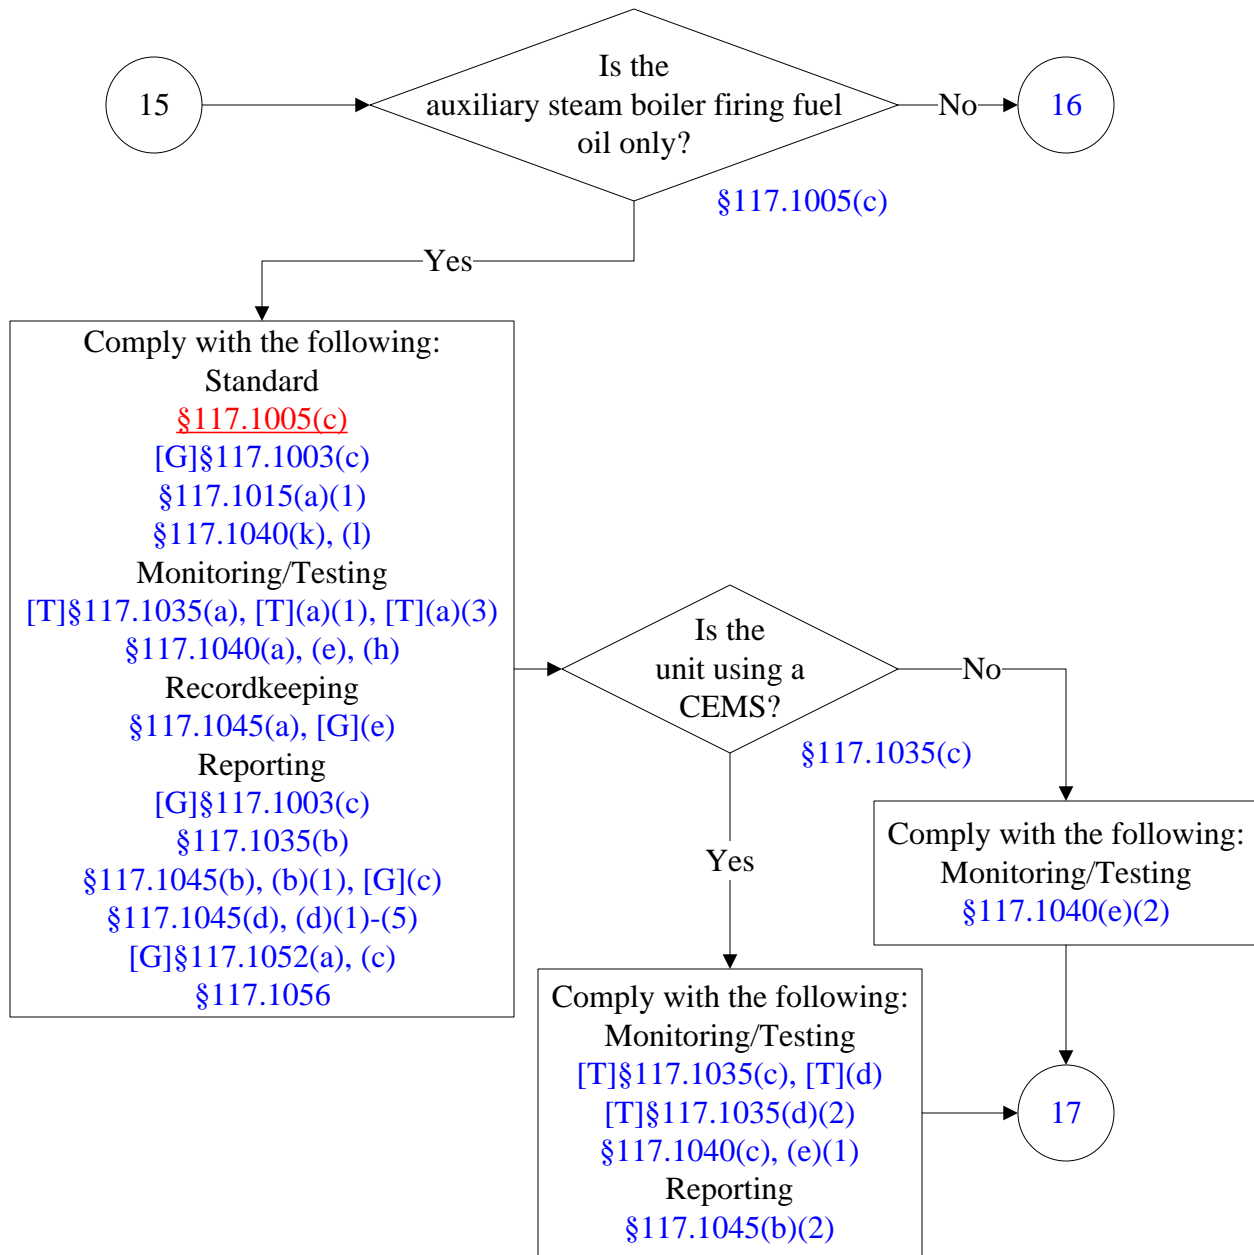 15
Is the
auxiliary steam boiler firing fuel
oil only?
No
16
§117.1005(c)
Yes
Comply with the following:
Standard
§117.1005(c)
[G]§117.1003(c)
§117.1015(a)(1)
§117.1040(k), (l)
Monitoring/Testing
[T]§117.1035(a), [T](a)(1), [T](a)(3)
§117.1040(a), (e), (h)
Recordkeeping
§117.1045(a), [G](e)
Reporting
[G]§117.1003(c)
§117.1035(b)
§117.1045(b), (b)(1), [G](c)
§117.1045(d), (d)(1)-(5)
[G]§117.1052(a), (c)
§117.1056
Is the
unit using a
CEMS?
No
§117.1035(c)
Yes
Comply with the following:
Monitoring/Testing
§117.1040(e)(2)
Comply with the following:
Monitoring/Testing
[T]§117.1035(c), [T](d)
[T]§117.1035(d)(2)
§117.1040(c), (e)(1)
Reporting
§117.1045(b)(2)
17